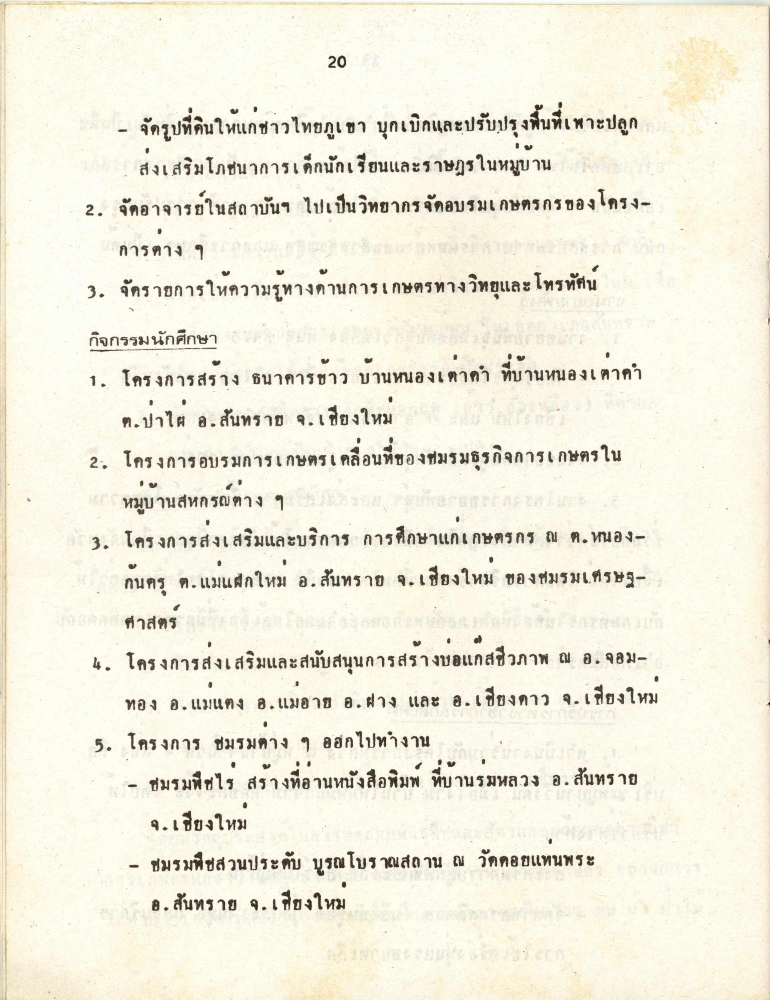 20
- จัดรูปที่ดินให้แก่ชาวไทยภูเขา บุกเบิกและปรับปรุงพื้นที่เพาะปลูก
ส่งเสริมโภชนาการเด็กนักเรียนและราษฎรในหมู่บ้าน
2. จัดอาจารย์ในสถาบันฯ ไปเป็นวิทยากรจัดอบรมเกษตรกรของโครง-
การต่าง ๆ
3. จัดรายการให้ความรู้ทางด้านการเกษตรทางวิทยุและโทรทัศน์
กิจกรรมนักศึกษา
1. โครงการสร้าง ธนาคารข้าว บ้านหนองเต่าคำ ที่บ้านหนองเต่าคำ
ต.ป่าไผ่ อ.สันทราย จ.เชียงใหม่
2. โครงการอบรมการเกษตรเคลื่อนที่ของชมรมธุรกิจการเกษตรใน
หมู่บ้านสหกรณ์ต่าง ๆ
3. โครงการส่งเสริมและบริการ การศึกษาแก่เกษตรกร ณ ต.หนอง-
ก้นครุ ต.แม่แฝกใหม่ อ.สันทราย จ.เชียงใหม่ ของชมรมเศรษฐ-
ศาสตร์
4. โครงการส่งเสริมและสนับสนุนการสร้างบ่อแก๊สชีวภาพ ณ อ.จอม-
ทอง อ.แม่แตง อ.แม่อาย อ.ฝาง และ อ.เชียงดาว จ.เชียงใหม่
5. โครงการ ชมรมต่าง ๆ ออกไปทำงาน
- ชมรมพืชไร่ สร้างที่อ่านหนังสือพิมพ์ ที่บ้านร่มหลวง อ.สันทราย
จ.เชียงใหม่
- ชมรมพืชสวนประดับ บูรณโบราณสถาน ณ วัดดอยแท่นพระ
อ.สันทราย จ.เชียงใหม่